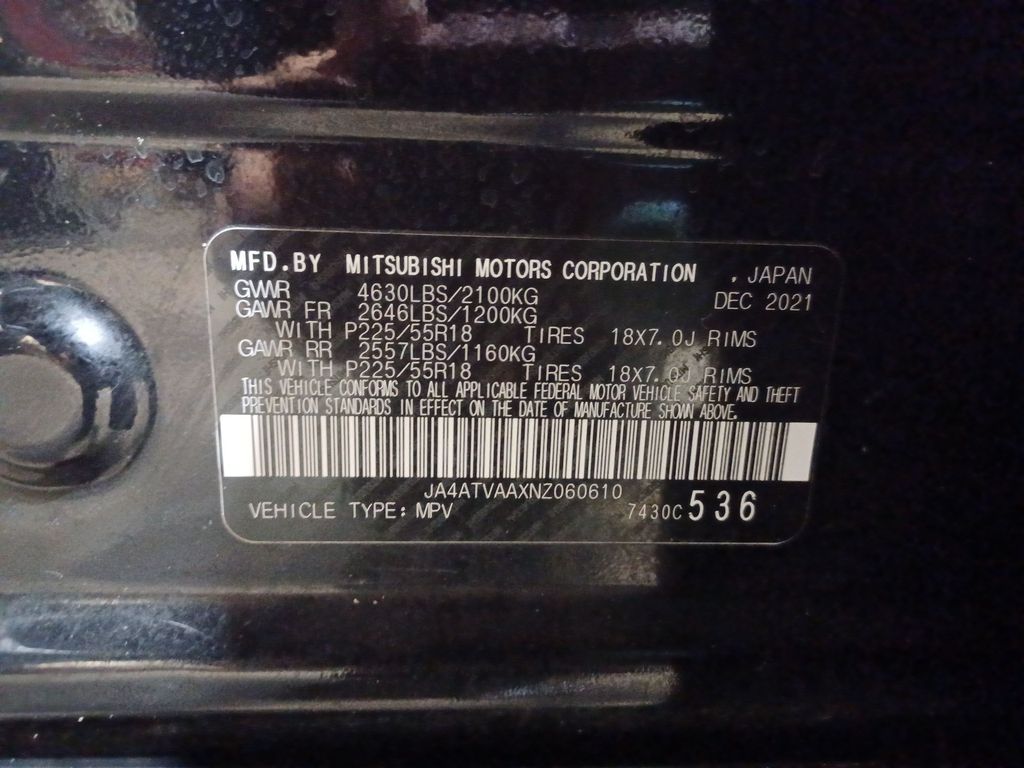 MFD.BY MITSUBISHI MOTORS CORPORATION , JAPAN
GVWR 4630LBS/2100KG DEC 2021
GAWR FR 2646LBS/1200KG
WITH P225/55R18 TIRES 18X7.0J RIMS
GAWR RR 2557LBS/1160KG
WITH P225/55R18 TIRES 18X7.0J RIMS
THIS VEHICLE CONFORMS TO ALL APPLICABLE FEDERAL MOTOR VEHICLE SAFETY AND THEFT
PREVENTION STANDARDS IN EFFECT ON THE DATE OF MANUFACTURE SHOWN ABOVE.
JA4ATVAAXNZ060610
VEHICLE TYPE: MPV 7430C 536